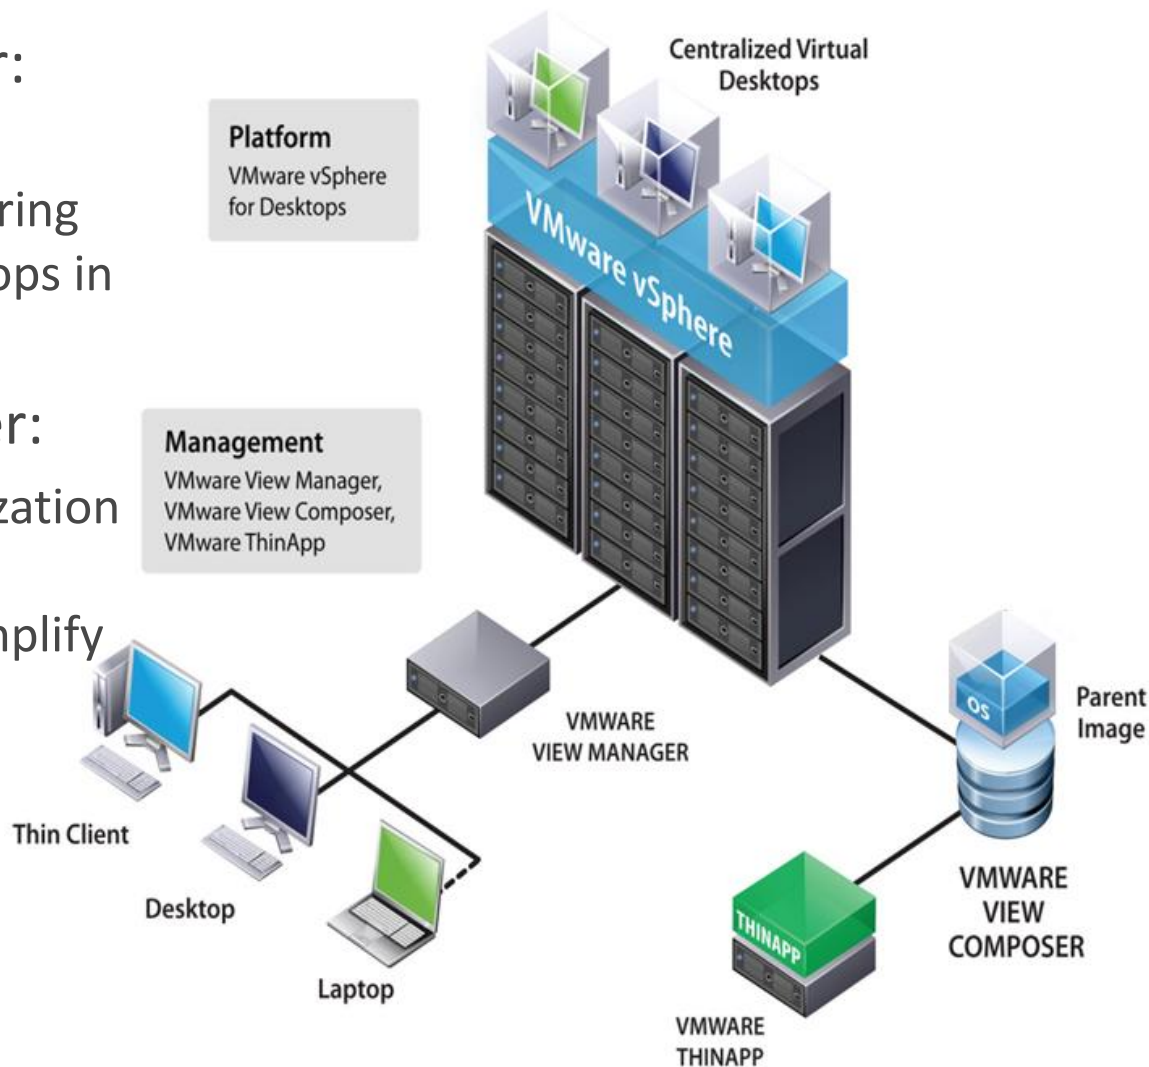 r:
ring
ops in
er:
zation
nplify
Platform
VMware vSphere
for Desktops
Management
VMware View Manager,
VMware View Composer,
VMware ThinApp
Centralized Virtual
Desktops
VMware vSphere
VMWARE
VIEW MANAGER
Thin Client
Desktop
Laptop
OS
Parent
Image
VMWARE
VIEW
COMPOSER
THINAPP
VMWARE
THINAPP